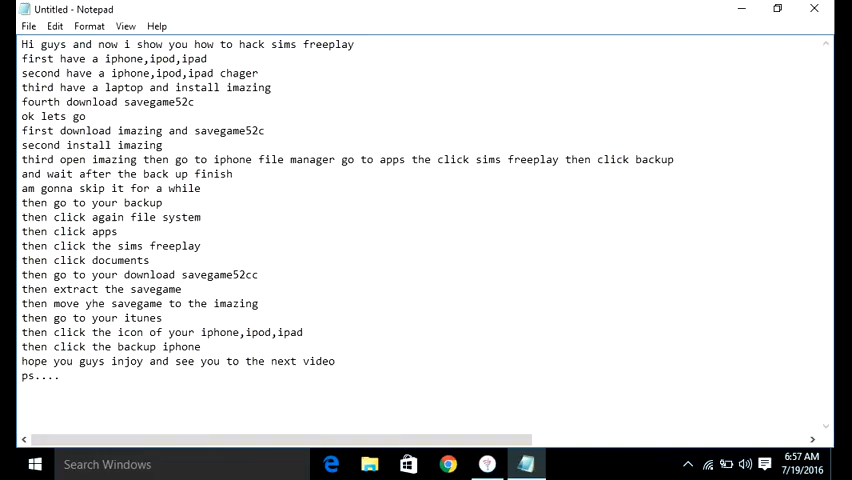 Untitled - Notepad
File Edit Format View Help
Hi guys and now i show you how to hack sims freeplay
first have a iphone,ipod,ipad
second have a iphone,ipod,ipad chager
third have a laptop and install imazing
fourth download savegame52c
ok lets go
first download imazing and savegame52c
second install imazing
third open imazing then go to iphone file manager go to apps the click sims freeplay then click backup
and wait after the back up finish
am gonna skip it for a while
then go to your backup
then click again file system
then click apps
then click the sims freeplay
then click documents
then go to your download savegame52cc
then extract the savegame
then move yhe savegame to the imazing
then go to your itunes
then click the icon of your iphone,ipod,ipad
then click the backup iphone
hope you guys injoy and see you to the next video
ps....
Search Windows
6:57 AM
7/19/2016